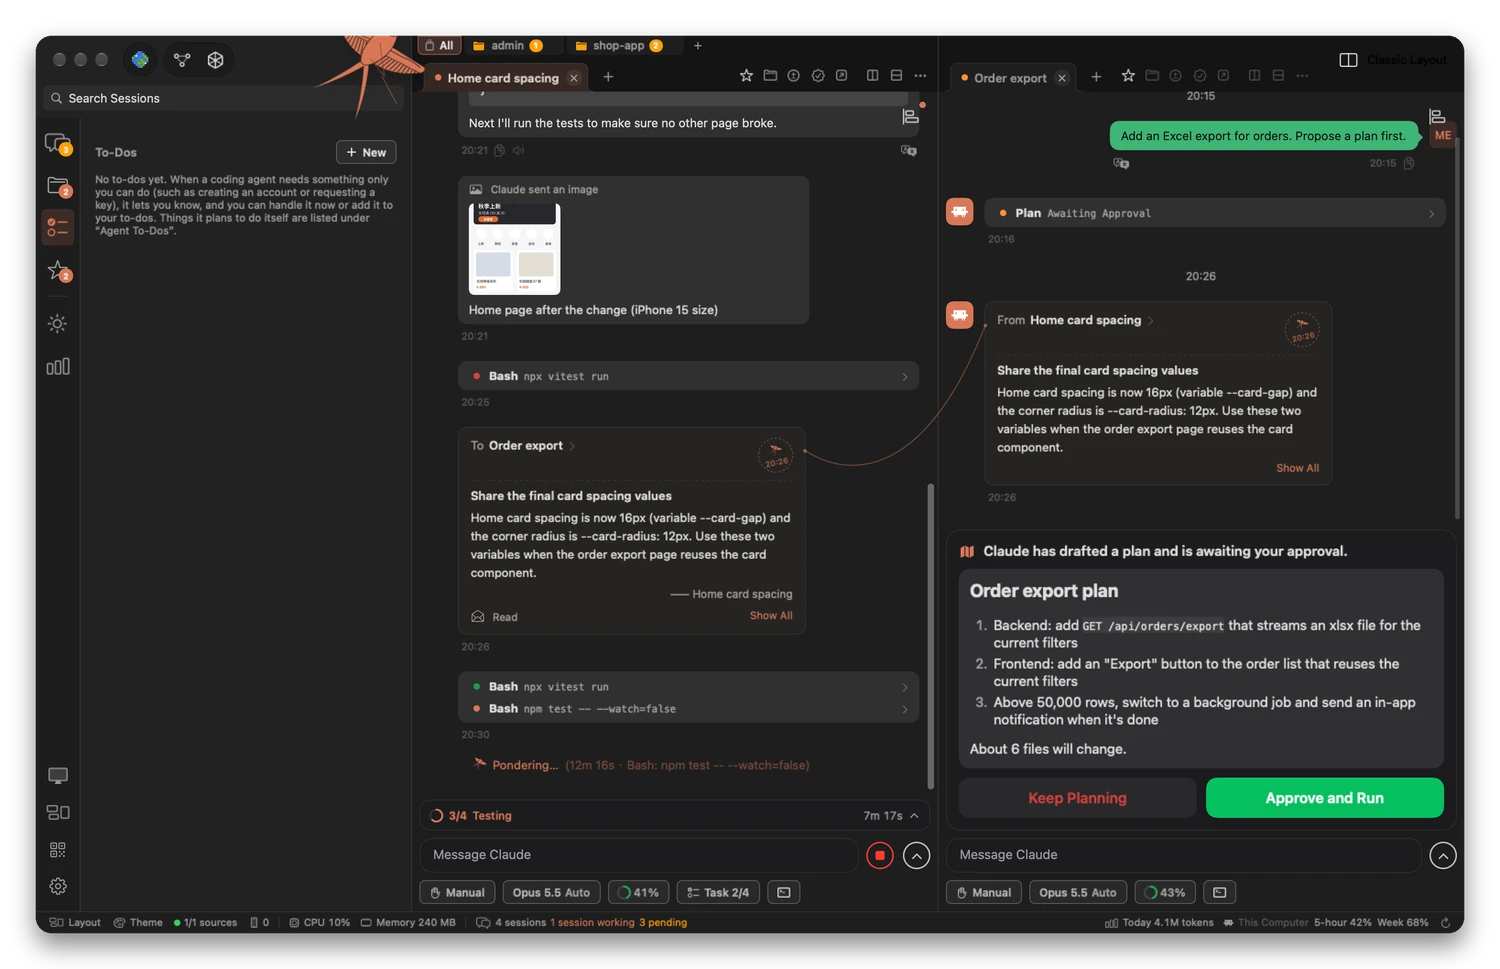 All
admin 1
shop-app 2
Classic Layout
Search Sessions
Home card spacing
Order export
3
2
2
To-Dos
New
No to-dos yet. When a coding agent needs something only
you can do (such as creating an account or requesting a
key), it lets you know, and you can handle it now or add it to
your to-dos. Things it plans to do itself are listed under
“Agent To-Dos”.
Next I'll run the tests to make sure no other page broke.
20:21
Claude sent an image
秋季上新
Home page after the change (iPhone 15 size)
20:21
Bash npx vitest run
20:25
To Order export
20:26
Share the final card spacing values
Home card spacing is now 16px (variable --card-gap) and
the corner radius is --card-radius: 12px. Use these two
variables when the order export page reuses the card
component.
— Home card spacing
Read
Show All
20:26
Bash npx vitest run
Bash npm test -- --watch=false
20:30
Pondering... (12m 16s · Bash: npm test -- --watch=false)
3/4 Testing
7m 17s
Message Claude
Manual
Opus 5.5 Auto
41%
Task 2/4
20:15
Add an Excel export for orders. Propose a plan first.
ME
20:15
Plan Awaiting Approval
20:16
20:26
From Home card spacing
20:26
Share the final card spacing values
Home card spacing is now 16px (variable --card-gap) and
the corner radius is --card-radius: 12px. Use these two
variables when the order export page reuses the card
component.
Show All
20:26
Claude has drafted a plan and is awaiting your approval.
Order export plan
1. Backend: add GET /api/orders/export that streams an xlsx file for the
current filters
2. Frontend: add an "Export" button to the order list that reuses the
current filters
3. Above 50,000 rows, switch to a background job and send an in-app
notification when it's done
About 6 files will change.
Keep Planning
Approve and Run
Message Claude
Manual
Opus 5.5 Auto
43%
Layout
Theme
1/1 sources
0
CPU 10%
Memory 240 MB
4 sessions 1 session working 3 pending
Today 4.1M tokens
This Computer 5-hour 42% Week 68%